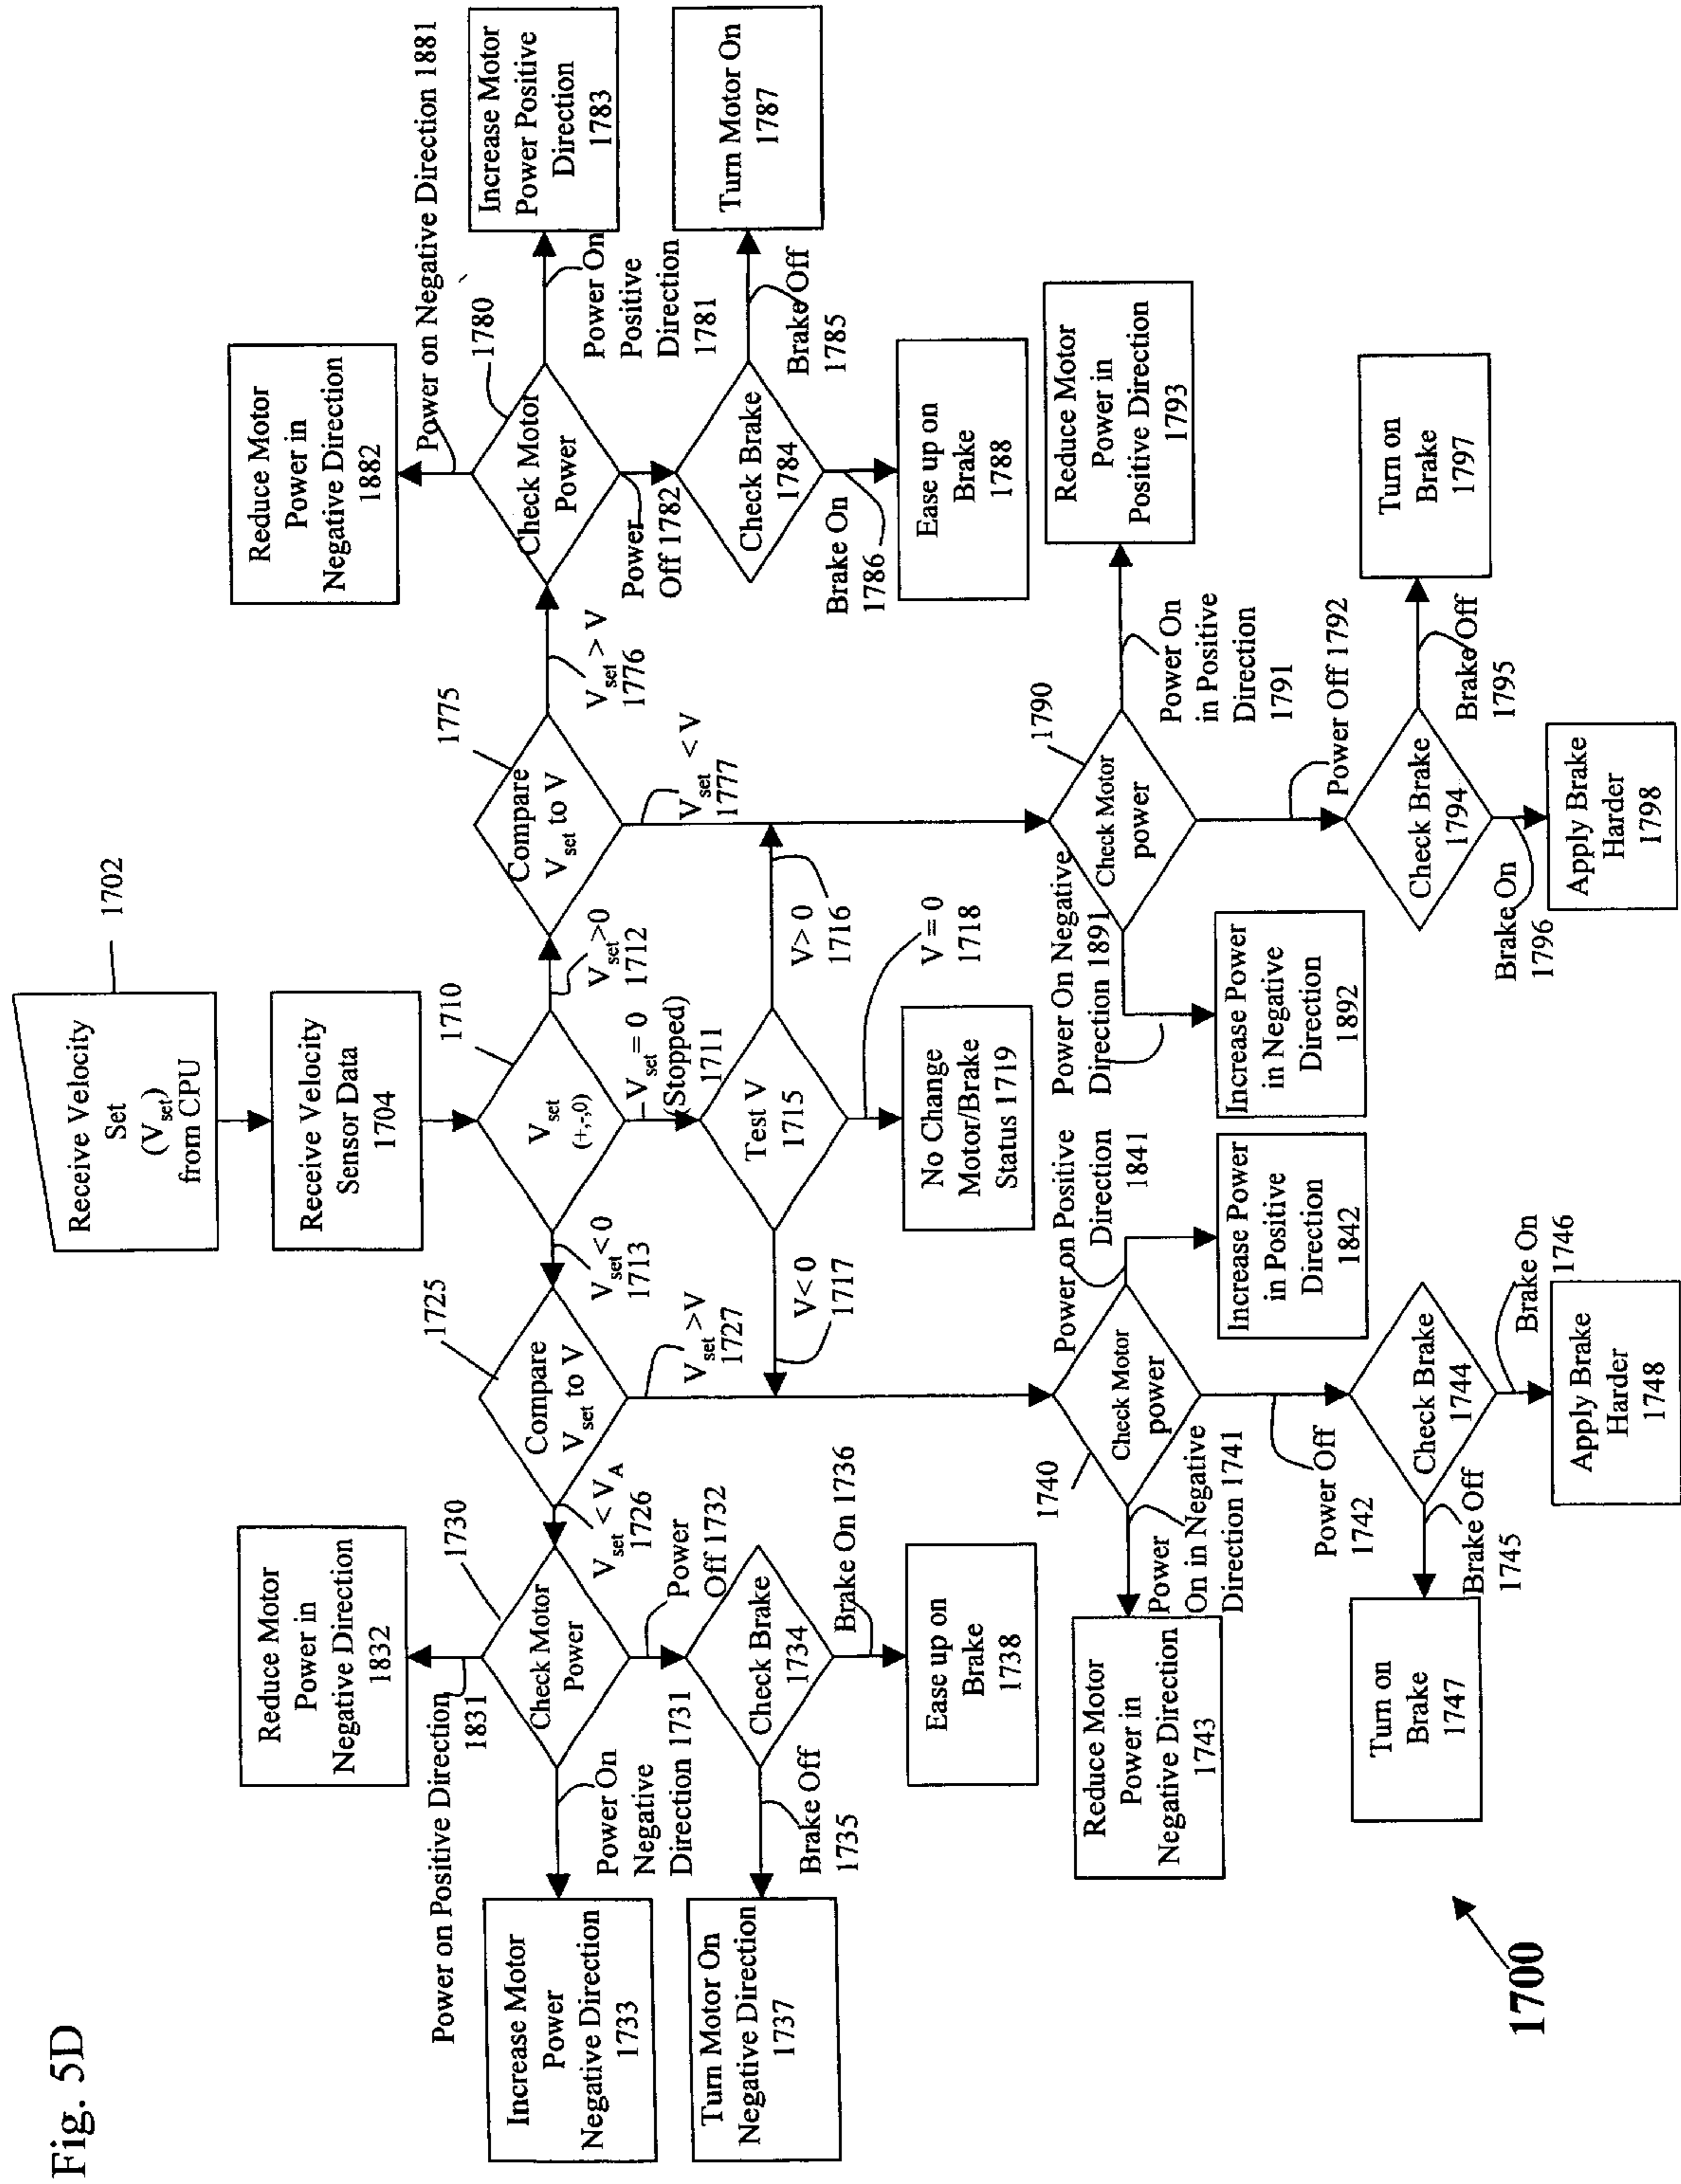 Fig. 5D
Receive Velocity
Set
(Vset)
from CPU
1702
Receive Velocity
Sensor Data
1704
Vset
(+,-,0)
1710
Vset>0
1712
Vset<0
1713
Vset = 0
(Stopped)
1711
Compare
Vset to V
1725
Vset < VA
1726
Vset >V
1727
Compare
Vset to V
1775
Vset > V
1776
Vset < V
1777
Test V
1715
V> 0
1716
V< 0
1717
V = 0
1718
No Change
Motor/Brake
Status 1719
Reduce Motor
Power in
Negative Direction
1832
Power on Positive Direction
1831
Check Motor
Power
1730
Power On
Negative
Direction 1731
Increase Motor
Power
Negative Direction
1733
Power
Off 1732
Check Brake
1734
Brake Off
1735
Turn Motor On
Negative Direction
1737
Brake On 1736
Ease up on
Brake
1738
Reduce Motor
Power in
Negative Direction
1882
Power on Negative Direction 1881
Check Motor
Power
1780
Power On
Positive
Direction
1781
Increase Motor
Power Positive
Direction
1783
Power
Off 1782
Check Brake
1784
Brake Off
1785
Turn Motor On
1787
Brake On
1786
Ease up on
Brake
1788
Check Motor
power
1740
Power
On in Negative
Direction 1741
Reduce Motor
Power in
Negative Direction
1743
Power on Positive
Direction
1841
Increase Power
in Positive
Direction
1842
Power Off
1742
Check Brake
1744
Brake Off
1745
Turn on
Brake
1747
Brake On
1746
Apply Brake
Harder
1748
Check Motor
power
1790
Power On Negative
Direction 1891
Increase Power
in Negative
Direction
1892
Power On
in Positive
Direction
1791
Reduce Motor
Power in
Positive Direction
1793
Power Off 1792
Check Brake
1794
Brake Off
1795
Turn on
Brake
1797
Brake On
1796
Apply Brake
Harder
1798
1700